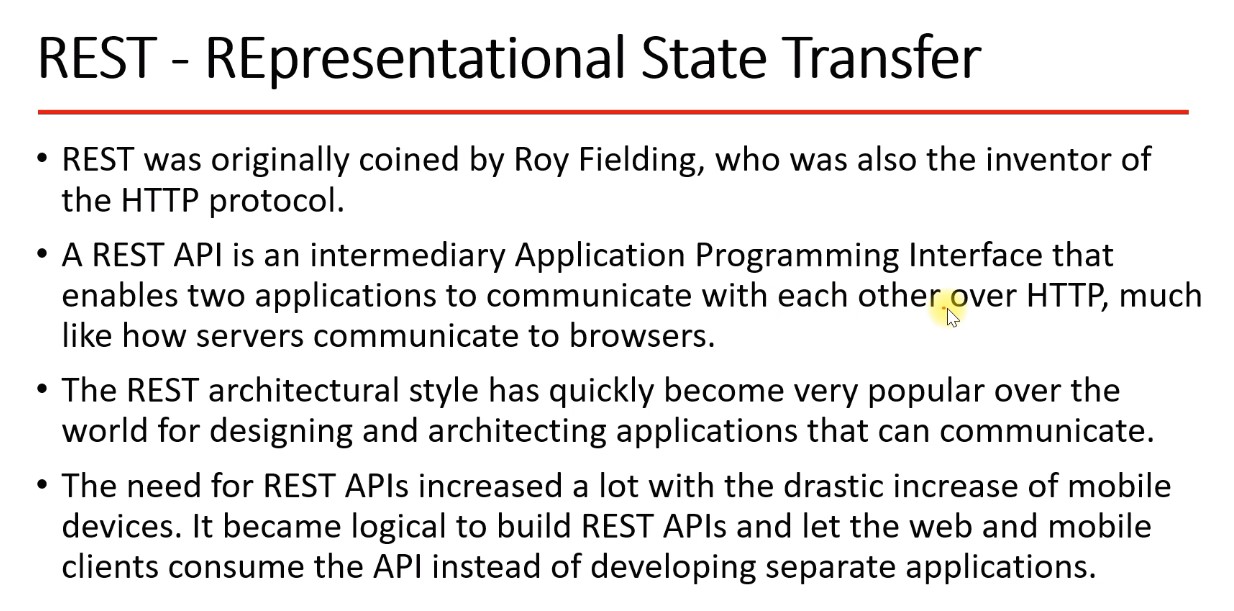 REST - REpresentational State Transfer
• REST was originally coined by Roy Fielding, who was also the inventor of
the HTTP protocol.
• A REST API is an intermediary Application Programming Interface that
enables two applications to communicate with each other over HTTP, much
like how servers communicate to browsers.
• The REST architectural style has quickly become very popular over the
world for designing and architecting applications that can communicate.
• The need for REST APIs increased a lot with the drastic increase of mobile
devices. It became logical to build REST APIs and let the web and mobile
clients consume the API instead of developing separate applications.